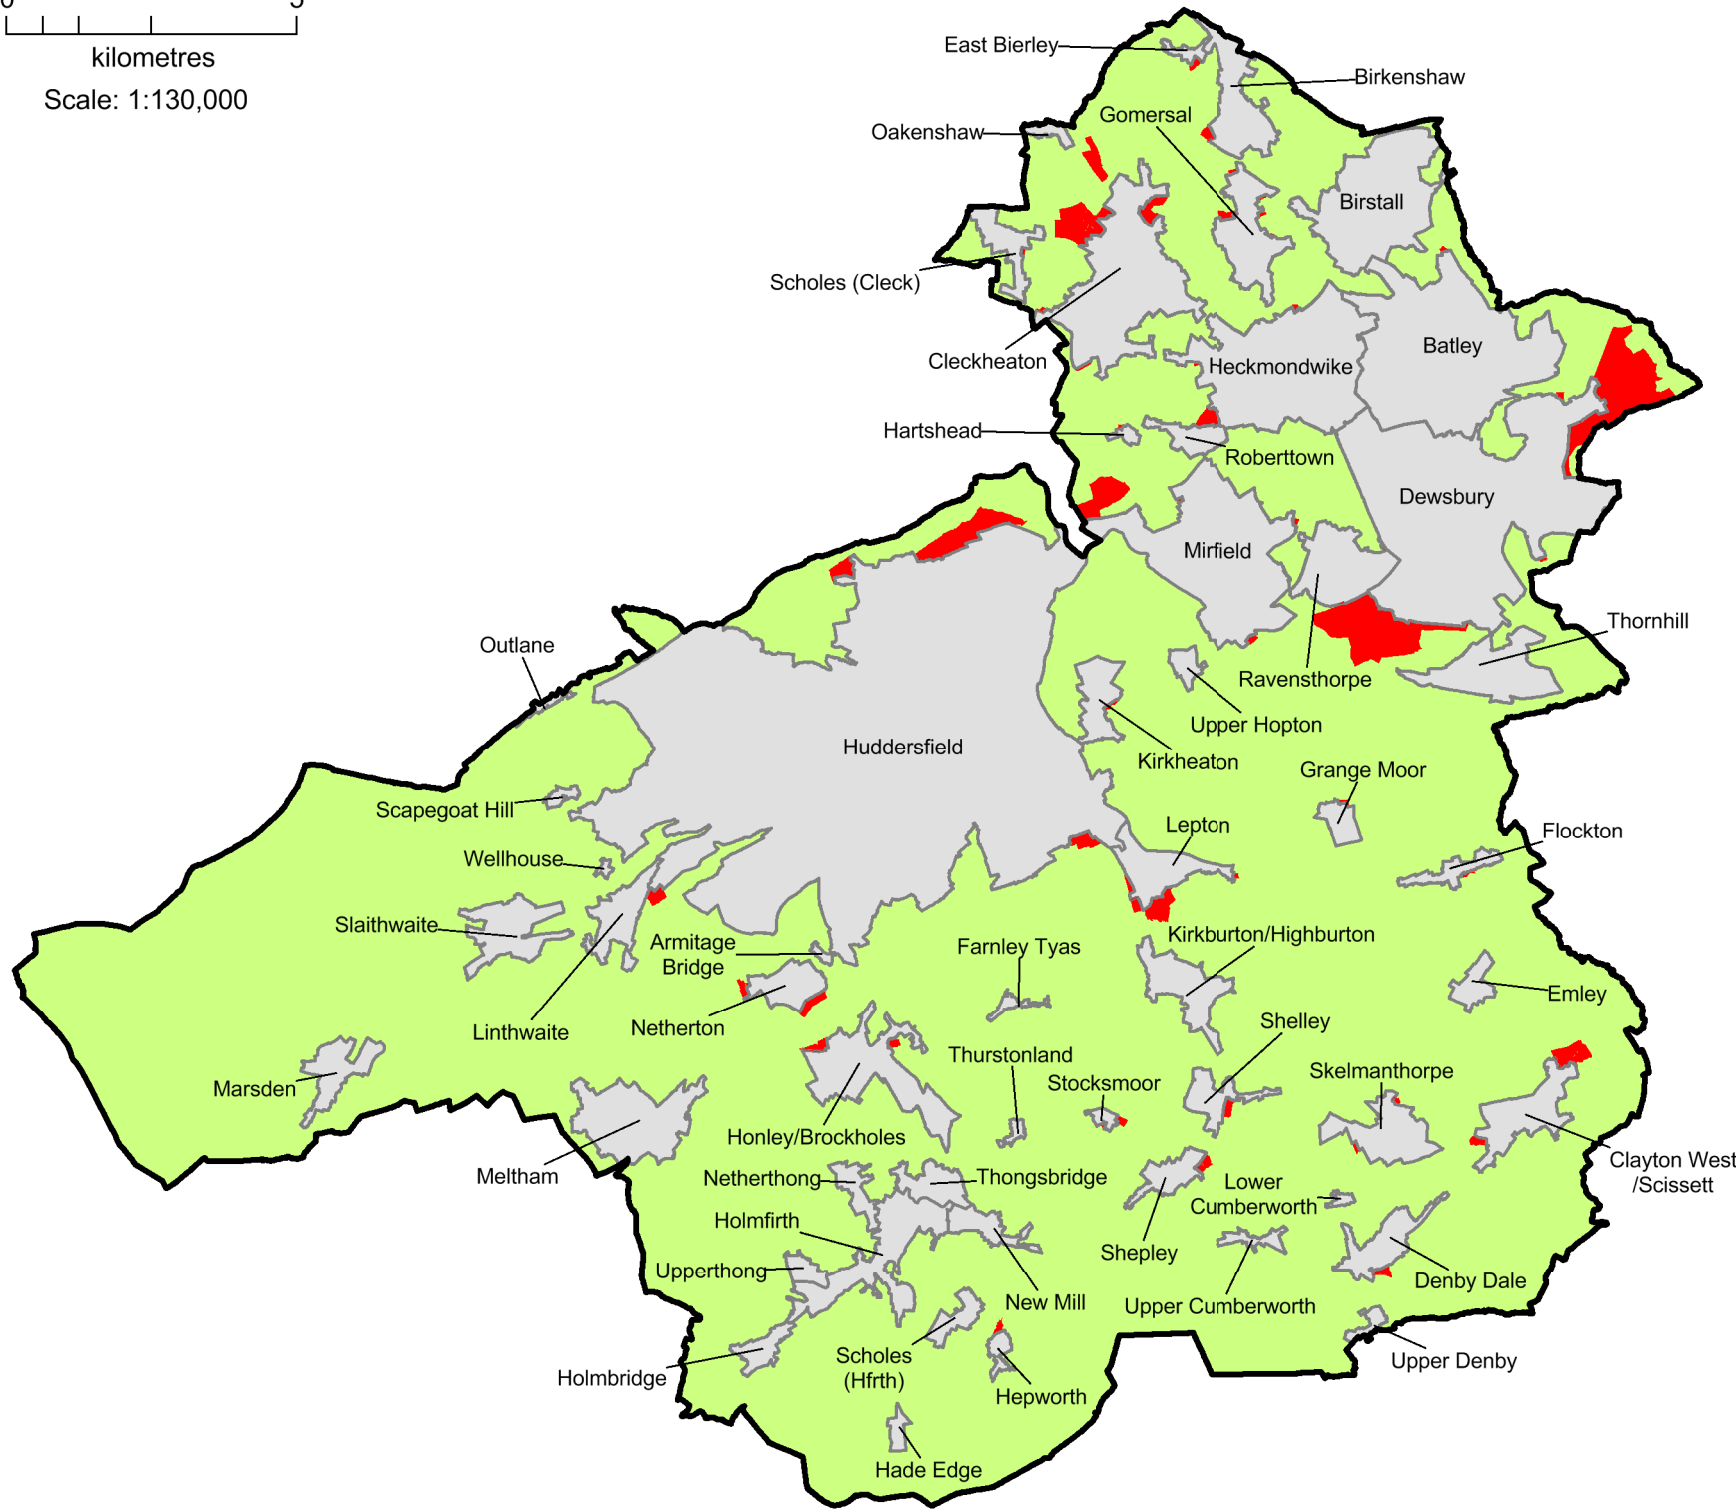 0 5
kilometres
Scale: 1:130,000
East Bierley
Birkenshaw
Gomersal
Oakenshaw
Birstall
Scholes (Cleck)
Cleckheaton
Batley
Heckmondwike
Hartshead
Roberttown
Dewsbury
Mirfield
Thornhill
Outlane
Ravensthorpe
Upper Hopton
Huddersfield
Kirkheaton
Grange Moor
Scapegoat Hill
Lepton
Flockton
Wellhouse
Slaithwaite
Armitage
Bridge
Farnley Tyas
Kirkburton/Highburton
Emley
Linthwaite
Netherton
Shelley
Thurstonland
Stocksmoor
Skelmanthorpe
Marsden
Honley/Brockholes
Meltham
Netherthong
Thongsbridge
Lower
Cumberworth
Clayton West
/Scissett
Holmfirth
Shepley
Upperthong
Denby Dale
New Mill
Upper Cumberworth
Scholes
(Hfrth)
Upper Denby
Holmbridge
Hepworth
Hade Edge